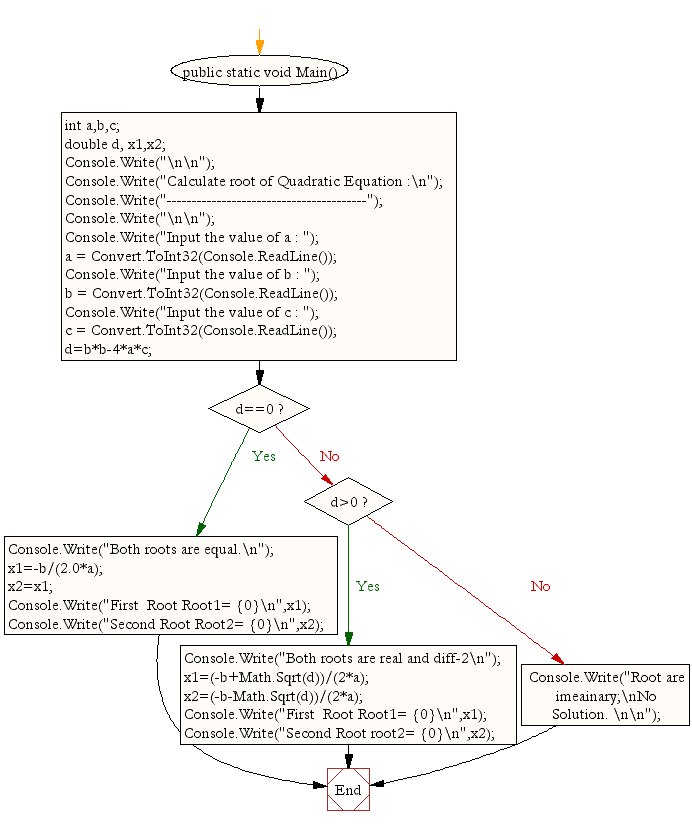 public static void Main()
int a,b,c;
double d, x1,x2;
Console.Write("\n\n");
Console.Write("Calculate root of Quadratic Equation :\n");
Console.Write("----------------------------------------");
Console.Write("\n\n");
Console.Write("Input the value of a : ");
a = Convert.ToInt32(Console.ReadLine());
Console.Write("Input the value of b : ");
b = Convert.ToInt32(Console.ReadLine());
Console.Write("Input the value of c : ");
c = Convert.ToInt32(Console.ReadLine());
d=b*b-4*a*c;
d==0 ?
Yes
No
d>0 ?
Console.Write("Both roots are equal.\n");
x1=-b/(2.0*a);
x2=x1;
Console.Write("First  Root Root1= {0}\n",x1);
Console.Write("Second Root Root2= {0}\n",x2);
Yes
No
Console.Write("Both roots are real and diff-2\n");
x1=(-b+Math.Sqrt(d))/(2*a);
x2=(-b-Math.Sqrt(d))/(2*a);
Console.Write("First  Root Root1= {0}\n",x1);
Console.Write("Second Root root2= {0}\n",x2);
Console.Write("Root are
imeainary;\nNo
Solution. \n\n");
End